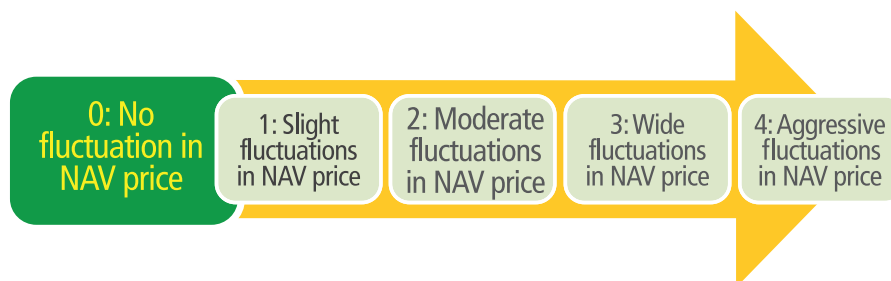 0: No
fluctuation in
NAV price
1: Slight
fluctuations
in NAV price
2: Moderate
fluctuations
in NAV price
3: Wide
fluctuations
in NAV price
4: Aggressive
fluctuations
in NAV price